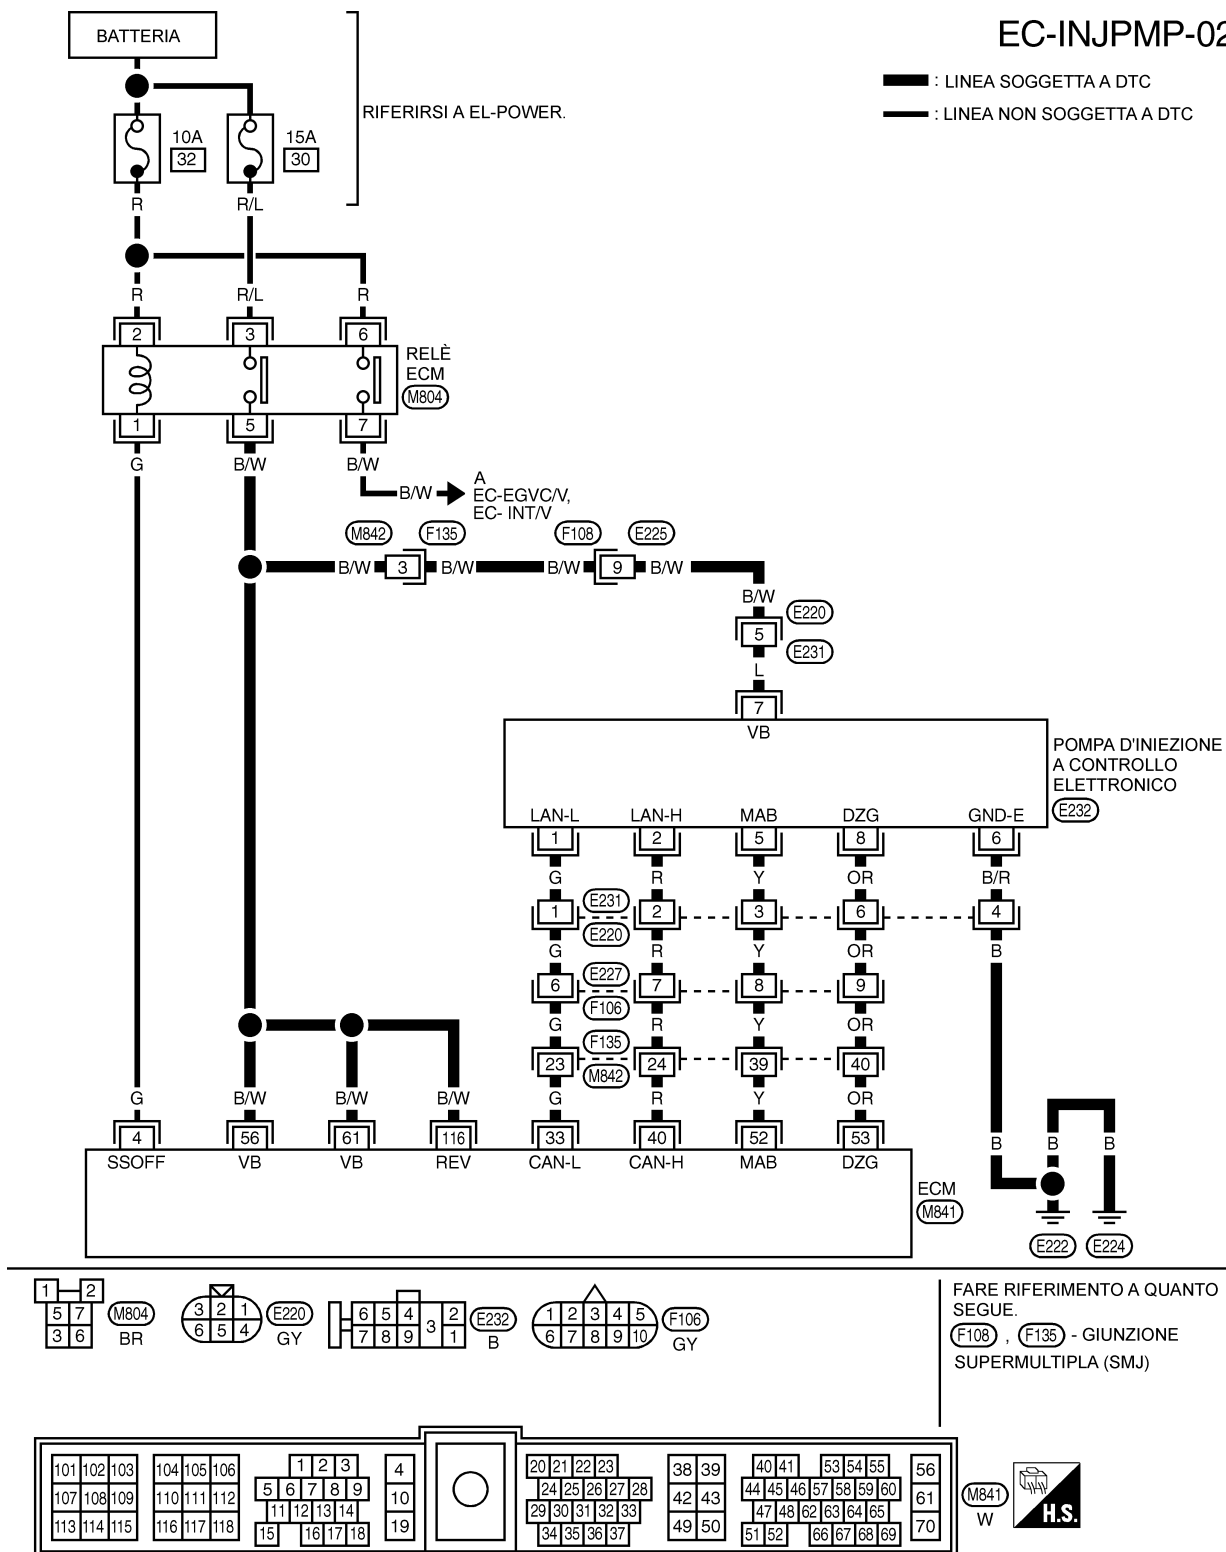 EC-INJPMP-02
BATTERIA
: LINEA SOGGETTA A DTC
: LINEA NON SOGGETTA A DTC
RIFERIRSI A EL-POWER.
10A
32
15A
30
R R/L
R R/L R
2 3 6
RELÈ
ECM
M804
1 5 7
G B/W B/W
B/W
A
EC-EGVC/V,
EC- INT/V
M842 F135 F108 E225
B/W 3 B/W B/W 9 B/W
B/W
E220
5
E231
L
7
VB
POMPA D'INIEZIONE
A CONTROLLO
ELETTRONICO
E232
LAN-L LAN-H MAB DZG GND-E
1 2 5 8 6
G R Y OR B/R
E231
1 2 3 6 4
E220
G R Y OR B
E227
6 7 8 9
F106
G R Y OR
F135
23 24 39 40
M842
G B/W B/W B/W G R Y OR
B B B
4 56 61 116 33 40 52 53
SSOFF VB VB REV CAN-L CAN-H MAB DZG
ECM
M841
E222 E224
FARE RIFERIMENTO A QUANTO
SEGUE.
F108 , F135 - GIUNZIONE
SUPERMULTIPLA (SMJ)
1 2
5 7
3 6
M804
BR
3 2 1
6 5 4
E220
GY
6 5 4 3 2
7 8 9 1
E232
B
1 2 3 4 5
6 7 8 9 10
F106
GY
101 102 103 104 105 106 1 2 3 4 20 21 22 23 38 39 40 41 53 54 55 56
107 108 109 110 111 112 5 6 7 8 9 10 24 25 26 27 28 42 43 44 45 46 57 58 59 60 61
113 114 115 116 117 118 11 12 13 14 19 29 30 31 32 33 49 50 47 48 62 63 64 65 70
15 16 17 18 34 35 36 37 51 52 66 67 68 69
M841
W
H.S.